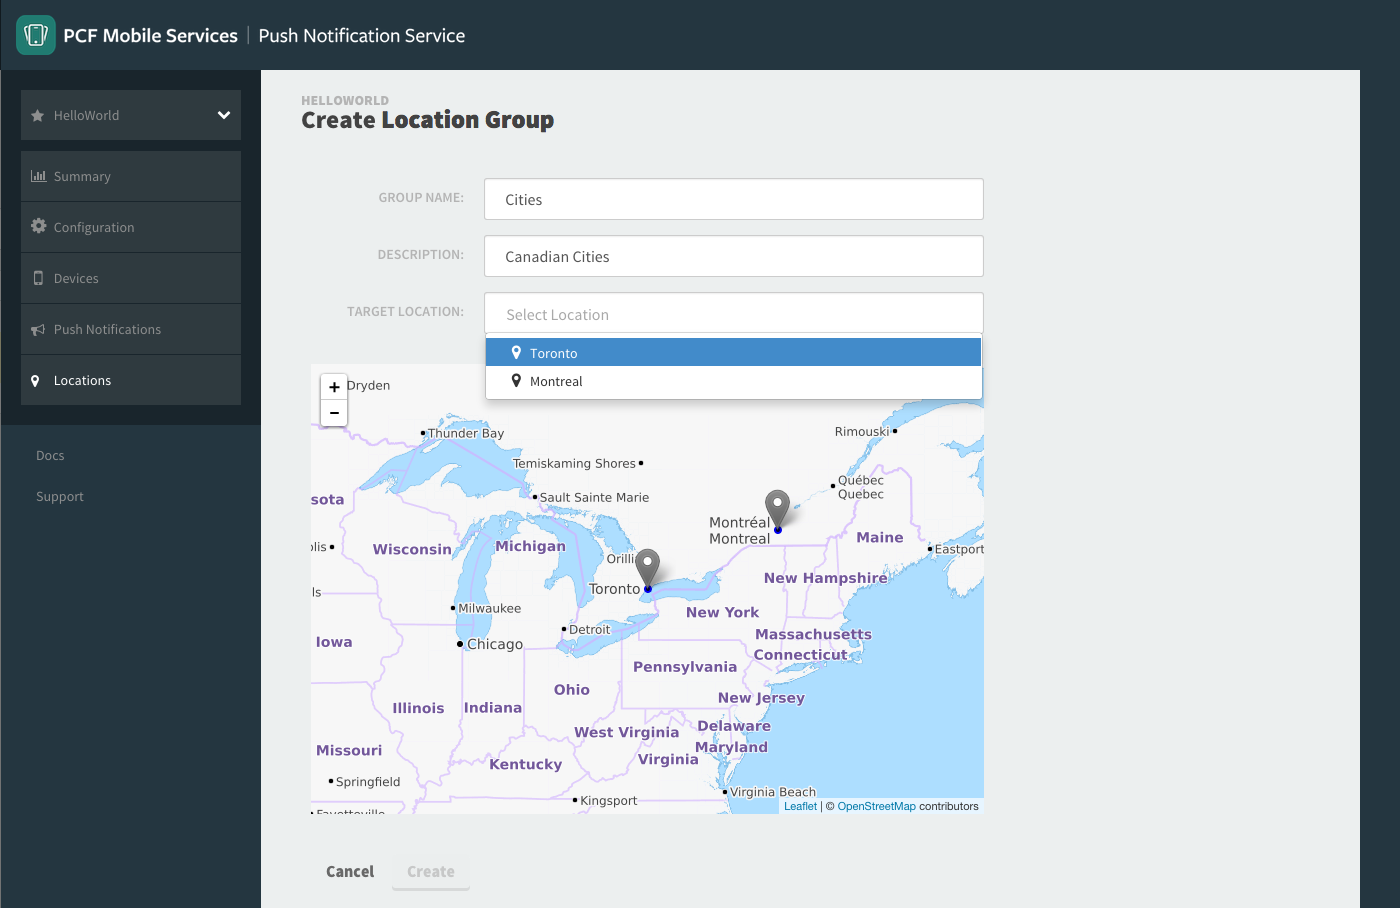 PCF Mobile Services | Push Notification Service
HelloWorld
Summary
Configuration
Devices
Push Notifications
Locations
Docs
Support
HELLOWORLD
Create Location Group
GROUP NAME: Cities
DESCRIPTION: Canadian Cities
TARGET LOCATION: Select Location
Toronto
Montreal
+
−
Dryden
Thunder Bay
Rimouski
Temiskaming Shores
Québec
Quebec
Sault Sainte Marie
sota
Montréal
Montreal
Maine
lis
Wisconsin
Michigan
Eastport
Orilli
New Hampshire
ls
Toronto
Milwaukee
New York
Detroit
Massachusetts
Iowa
Chicago
Connecticut
Pennsylvania
Ohio
New Jersey
Illinois
Indiana
Delaware
West Virginia
Maryland
Missouri
Virginia
Kentucky
Springfield
Virginia Beach
Kingsport
Leaflet | © OpenStreetMap contributors
Cancel
Create